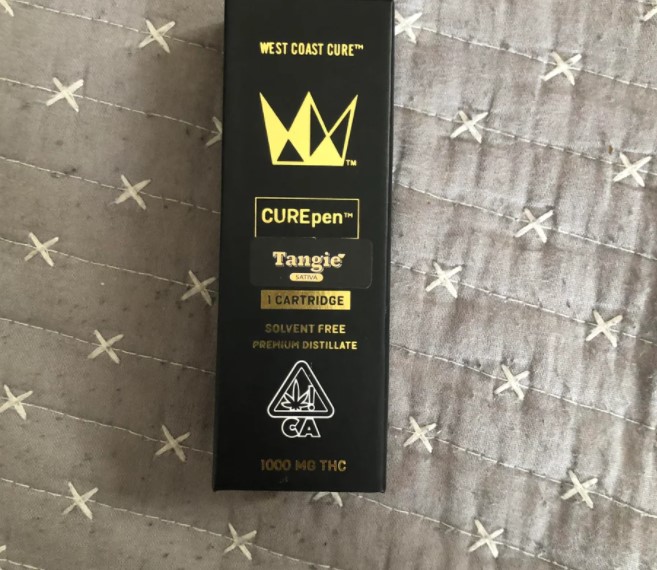 WEST COAST CURE™
TM
CUREpen™
Tangie
SATIVA
1 CARTRIDGE
SOLVENT FREE
PREMIUM DISTILLATE
!
CA
1000 MG THC